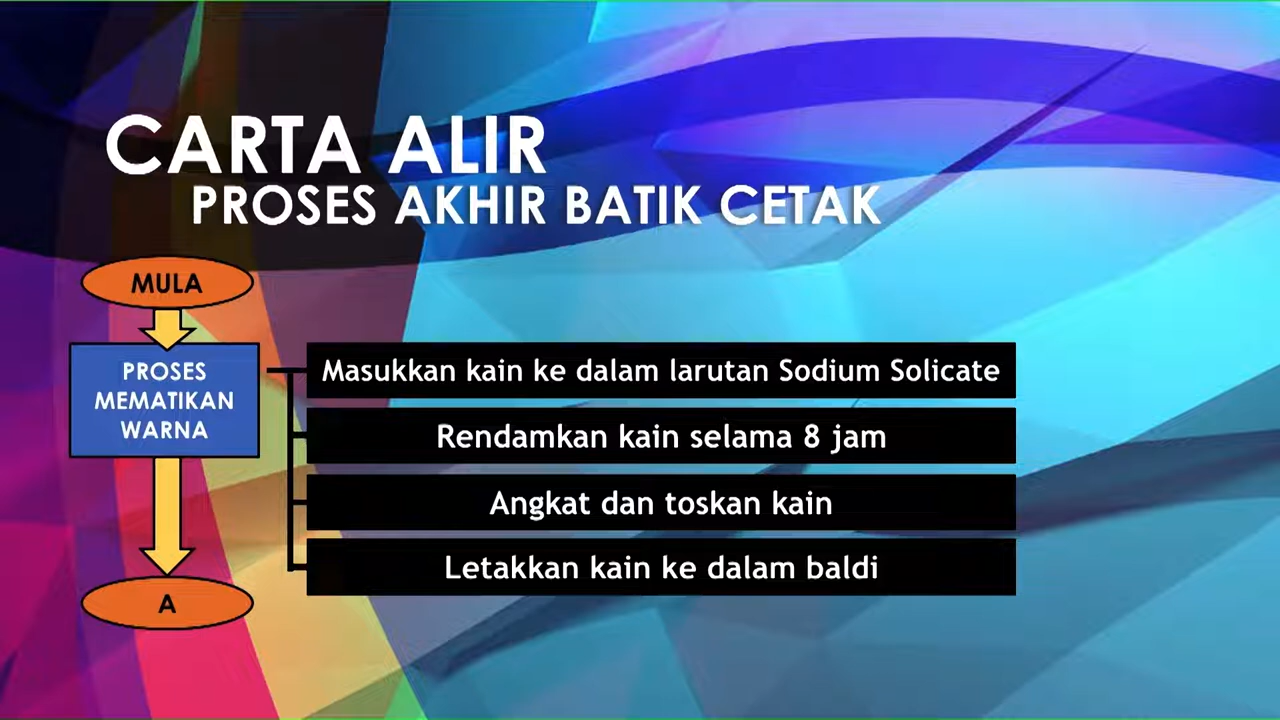 CARTA ALIR
PROSES AKHIR BATIK CETAK
MULA
PROSES
MEMATIKAN
WARNA
Masukkan kain ke dalam larutan Sodium Solicate
Rendamkan kain selama 8 jam
Angkat dan toskan kain
Letakkan kain ke dalam baldi
A